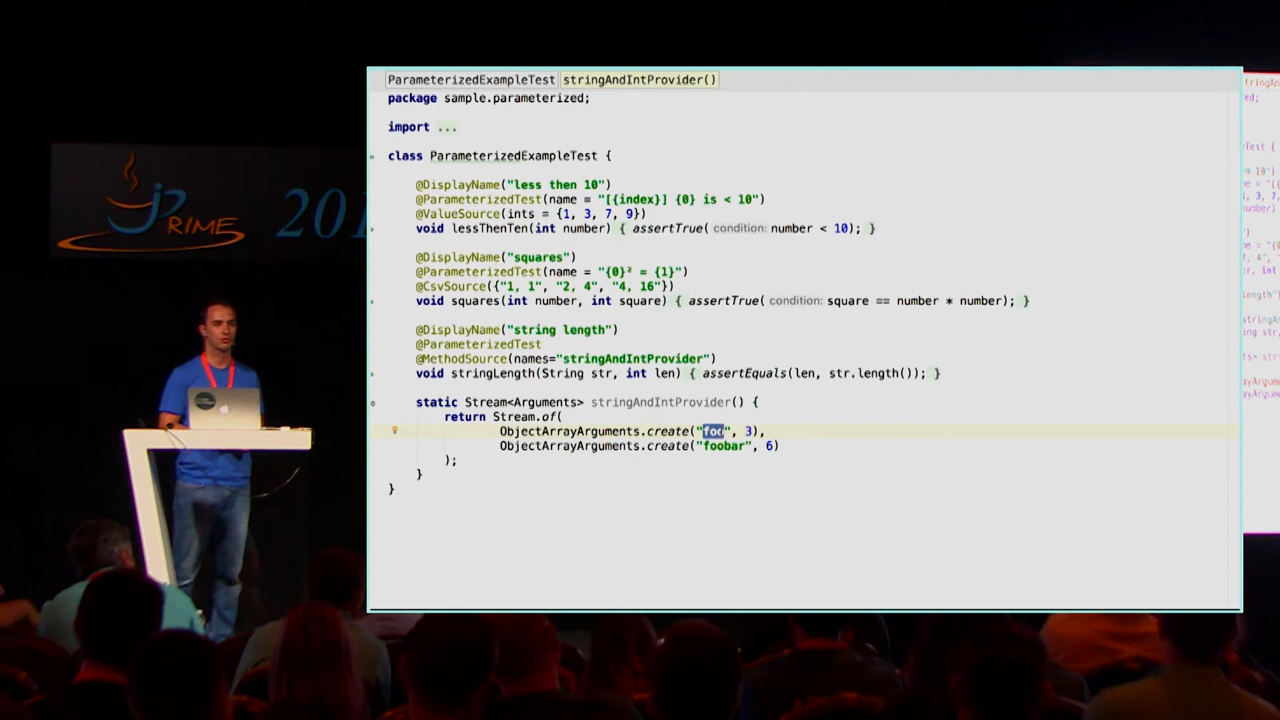 JPRIME 201
ParameterizedExampleTest stringAndIntProvider()
package sample.parameterized;
import ...
class ParameterizedExampleTest {
@DisplayName("less then 10")
@ParameterizedTest(name = "[{index}] {0} is < 10")
@ValueSource(ints = {1, 3, 7, 9})
void lessThenTen(int number) { assertTrue( condition: number < 10); }
@DisplayName("squares")
@ParameterizedTest(name = "{0}² = {1}")
@CsvSource({"1, 1", "2, 4", "4, 16"})
void squares(int number, int square) { assertTrue( condition: square == number * number); }
@DisplayName("string length")
@ParameterizedTest
@MethodSource(names="stringAndIntProvider")
void stringLength(String str, int len) { assertEquals(len, str.length()); }
static Stream<Arguments> stringAndIntProvider() {
return Stream.of(
ObjectArrayArguments.create("foo", 3),
ObjectArrayArguments.create("foobar", 6)
);
}
}